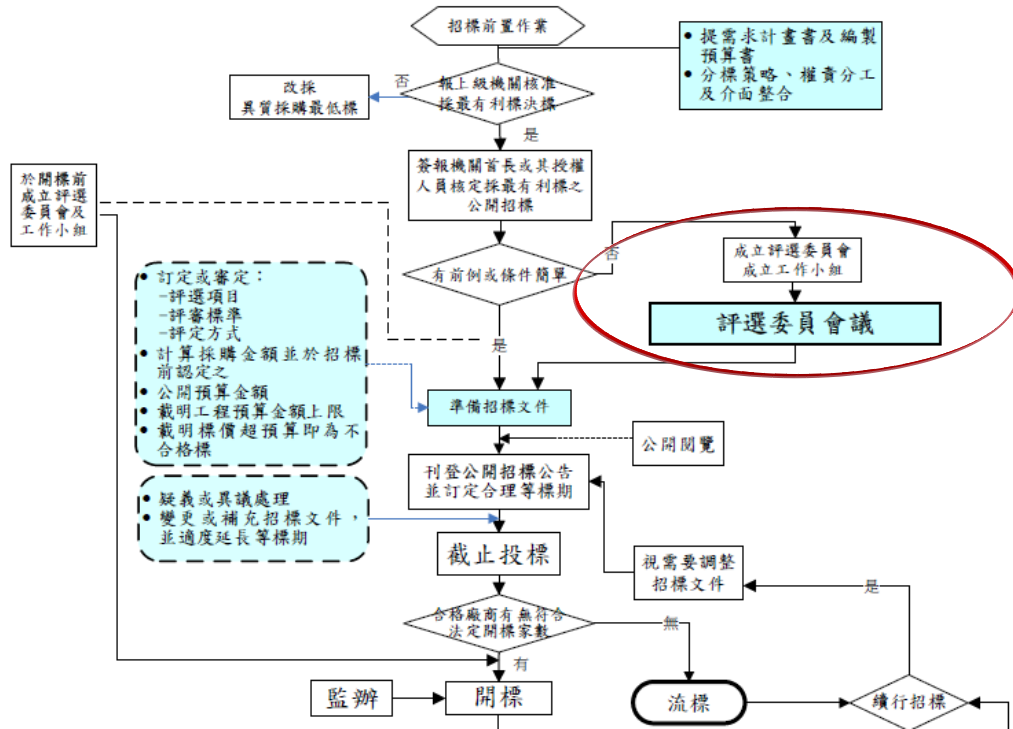 招標前置作業
● 提需求計畫書及編製
預算書
● 分標策略、權責分工
及介面整合
否
報上級機關核准
採最有利標決標
改採
異質採購最低標
是
簽報機關首長或其授權
人員核定採最有利標之
公開招標
於開標前
成立評選
委員會及
工作小組
否
有前例或條件簡單
成立評選委員會
成立工作小組
評選委員會議
● 訂定或審定：
-評選項目
-評審標準
-評定方式
● 計算採購金額並於招標
前認定之
● 公開預算金額
● 載明工程預算金額上限
● 載明標價超預算即為不
合格標
是
準備招標文件
公開閱覽
刊登公開招標公告
並訂定合理等標期
● 疑義或異議處理
● 變更或補充招標文件，
並適度延長等標期
截止投標
視需要調整
招標文件
是
合格廠商有無符合
法定開標家數
無
有
監辦
開標
流標
續行招標